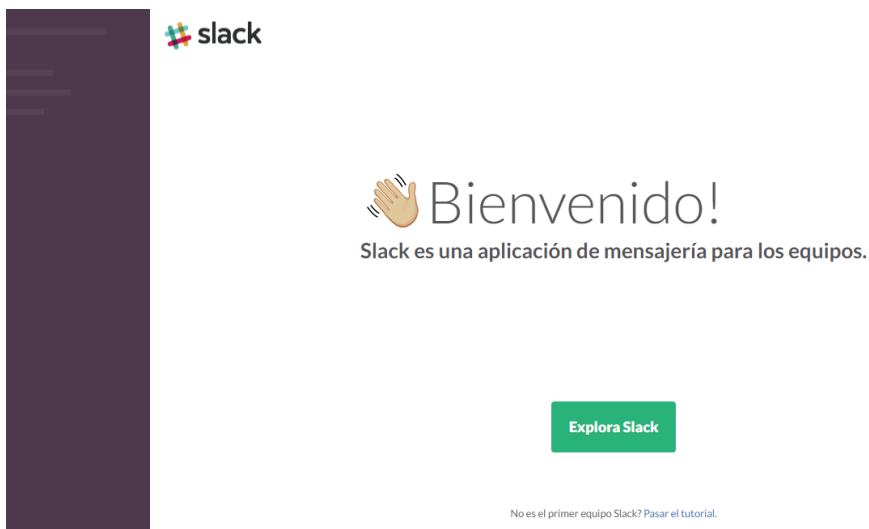 slack
Bienvenido!
Slack es una aplicación de mensajería para los equipos.
Explora Slack
No es el primer equipo Slack? Pasar el tutorial.